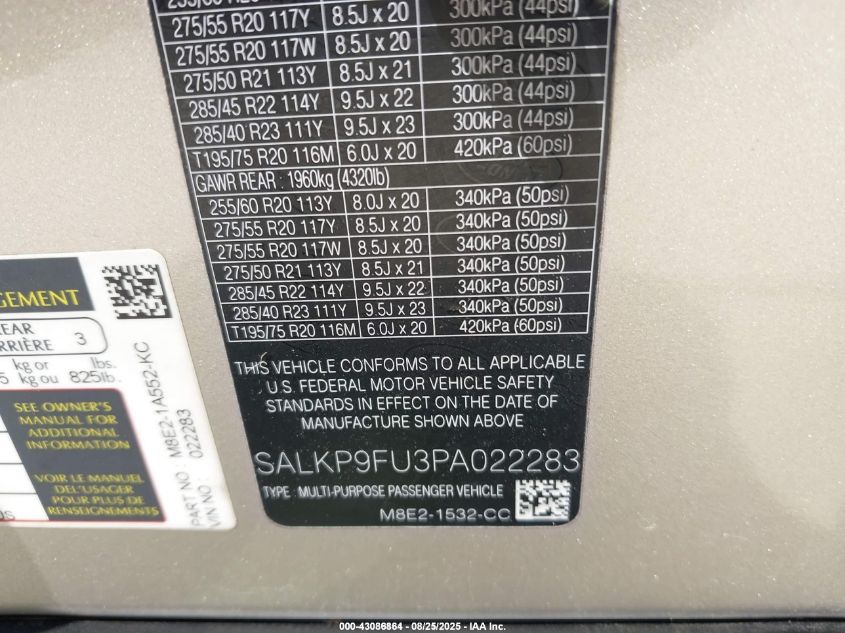 275/55 R20 117Y 8.5J x 20 300kPa (44psi)
275/55 R20 117W 8.5J x 20 300kPa (44psi)
275/50 R21 113Y 8.5J x 21 300kPa (44psi)
285/45 R22 114Y 9.5J x 22 300kPa (44psi)
285/40 R23 111Y 9.5J x 23 300kPa (44psi)
T195/75 R20 116M 6.0J x 20 420kPa (60psi)
GAWR REAR : 1960kg (4320lb)
255/60 R20 113Y 8.0J x 20 340kPa (50psi)
275/55 R20 117Y 8.5J x 20 340kPa (50psi)
275/55 R20 117W 8.5J x 20 340kPa (50psi)
275/50 R21 113Y 8.5J x 21 340kPa (50psi)
285/45 R22 114Y 9.5J x 22 340kPa (50psi)
285/40 R23 111Y 9.5J x 23 340kPa (50psi)
T195/75 R20 116M 6.0J x 20 420kPa (60psi)
THIS VEHICLE CONFORMS TO ALL APPLICABLE
U.S. FEDERAL MOTOR VEHICLE SAFETY
STANDARDS IN EFFECT ON THE DATE OF
MANUFACTURE SHOWN ABOVE
SALKP9FU3PA022283
TYPE : MULTI-PURPOSE PASSENGER VEHICLE
M8E2-1532-CC
REAR
ARRIÈRE 3
kg or lbs.
kg ou 825lb.
SEE OWNER'S
MANUAL FOR
ADDITIONAL
INFORMATION
VOIR LE MANUEL
DEL'USAGER
POUR PLUS DE
RENSEIGNEMENTS
PART NO : M8E2-1A552-KC
VIN NO : 022283
000-43086864 - 08/25/2025 - IAA Inc.